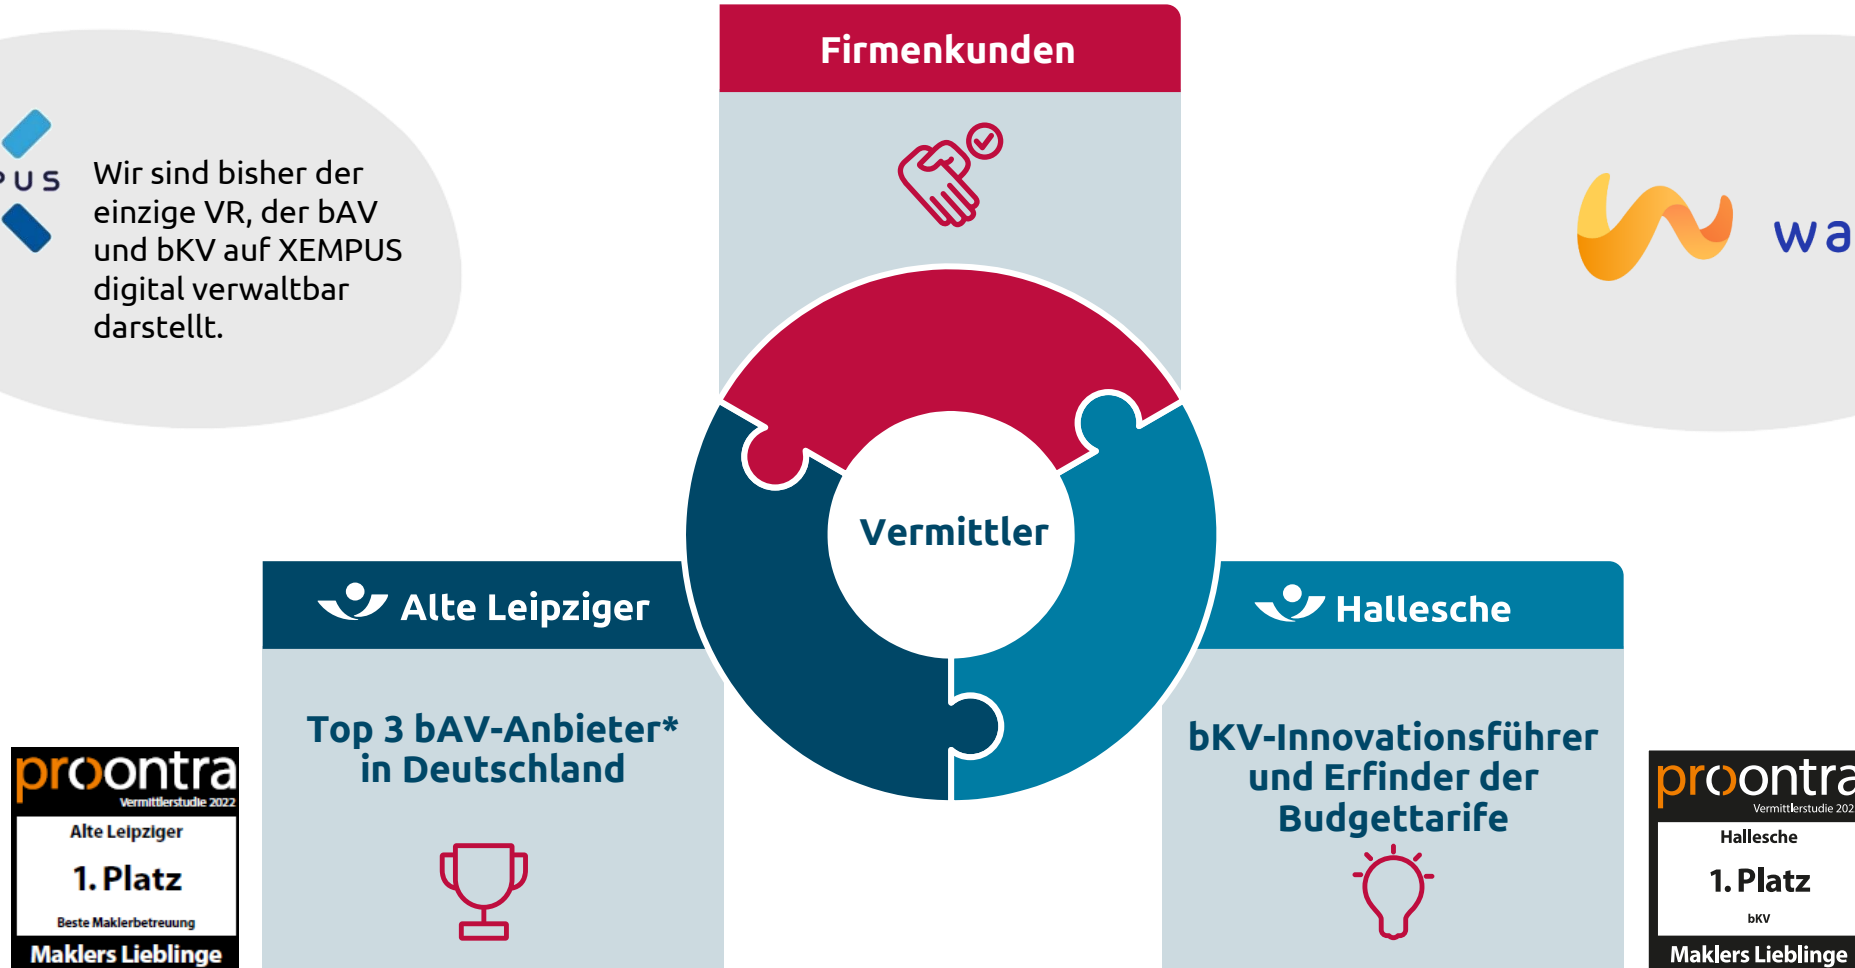 Firmenkunden
PUS
Wir sind bisher der
einzige VR, der bAV
und bKV auf XEMPUS
digital verwaltbar
darstellt.
wa
Vermittler
Alte Leipziger
Top 3 bAV-Anbieter*
in Deutschland
Hallesche
bKV-Innovationsführer
und Erfinder der
Budgettarife
procontra
Vermittlerstudie 2022
Alte Leipziger
1. Platz
Beste Maklerbetreuung
Maklers Lieblinge
procontra
Vermittlerstudie 202
Hallesche
1. Platz
bKV
Maklers Lieblinge